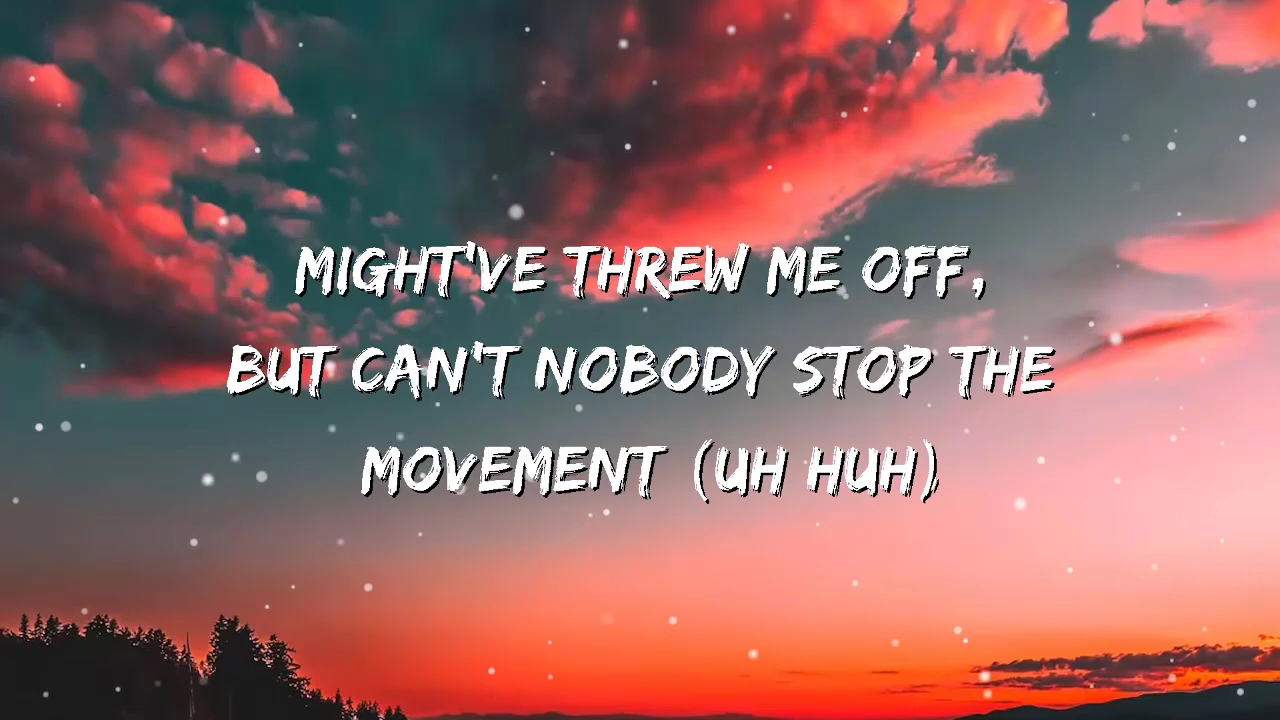 MIGHT'VE THREW ME OFF,
BUT CAN'T NOBODY STOP THE
MOVEMENT (UH HUH)